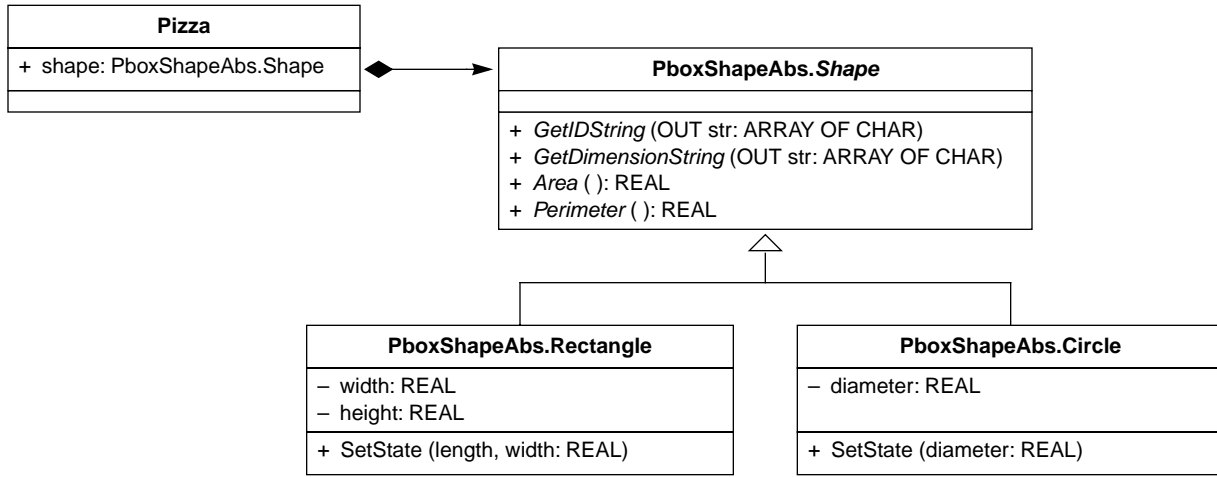 Pizza
+ shape: PboxShapeAbs.Shape
PboxShapeAbs.Shape
+ GetIDString (OUT str: ARRAY OF CHAR)
+ GetDimensionString (OUT str: ARRAY OF CHAR)
+ Area ( ): REAL
+ Perimeter ( ): REAL
PboxShapeAbs.Rectangle
– width: REAL
– height: REAL
+ SetState (length, width: REAL)
PboxShapeAbs.Circle
– diameter: REAL
+ SetState (diameter: REAL)